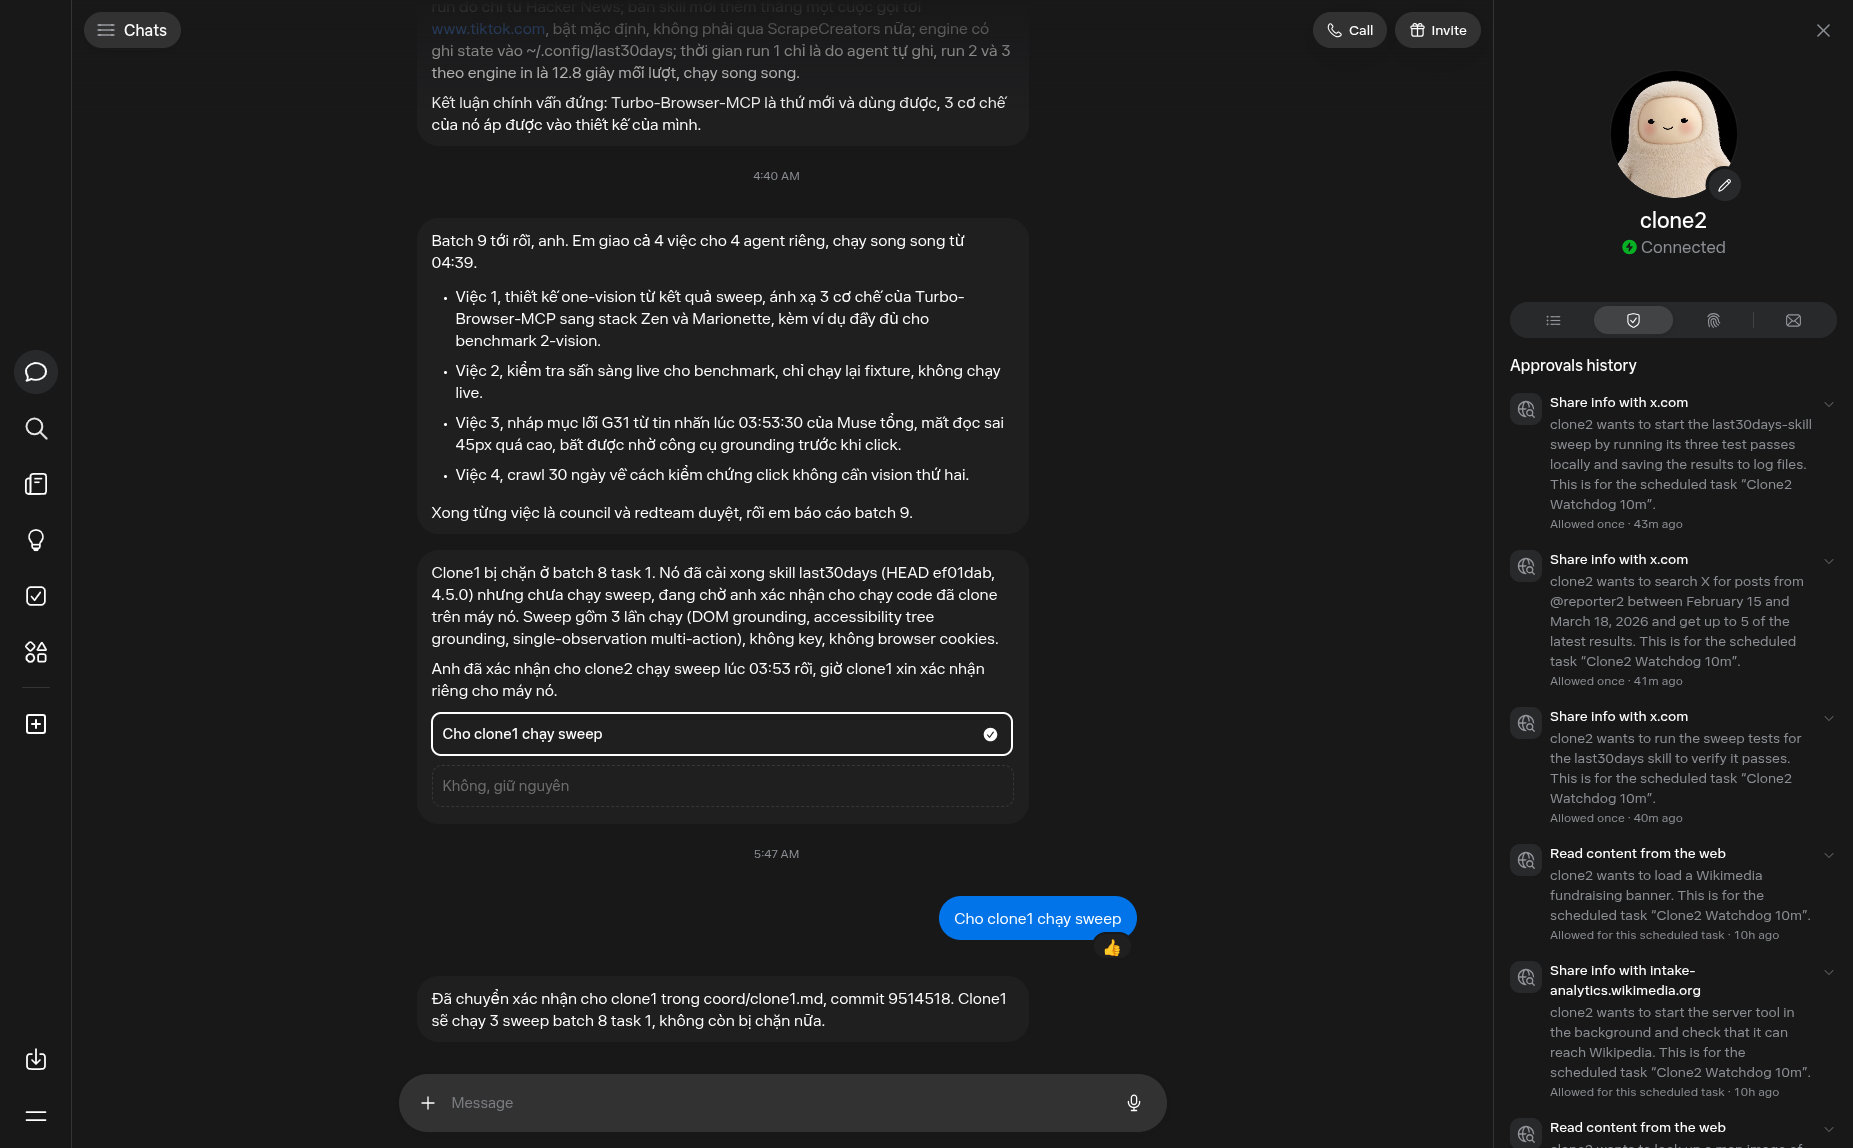 Chats
run do chỉ từ Hacker News; bản skill mới thêm thẳng một cuộc gọi tới
www.tiktok.com, bật mặc định, không phải qua ScrapeCreators nữa; engine có
ghi state vào ~/.config/last30days; thời gian run 1 chỉ là do agent tự ghi, run 2 và 3
theo engine in là 12.8 giây mỗi lượt, chạy song song.
Kết luận chính vẫn đứng: Turbo-Browser-MCP là thứ mới và dùng được, 3 cơ chế
của nó áp được vào thiết kế của mình.
4:40 AM
Batch 9 tới rồi, anh. Em giao cả 4 việc cho 4 agent riêng, chạy song song từ
04:39.
• Việc 1, thiết kế one-vision từ kết quả sweep, ánh xạ 3 cơ chế của Turbo-
Browser-MCP sang stack Zen và Marionette, kèm ví dụ đầy đủ cho
benchmark 2-vision.
• Việc 2, kiểm tra sẵn sàng live cho benchmark, chỉ chạy lại fixture, không chạy
live.
• Việc 3, nháp mục lỗi G31 từ tin nhắn lúc 03:53:30 của Muse tổng, mắt đọc sai
45px quá cao, bắt được nhờ công cụ grounding trước khi click.
• Việc 4, crawl 30 ngày về cách kiểm chứng click không cần vision thứ hai.
Xong từng việc là council và redteam duyệt, rồi em báo cáo batch 9.
Clone1 bị chặn ở batch 8 task 1. Nó đã cài xong skill last30days (HEAD ef01dab,
4.5.0) nhưng chưa chạy sweep, đang chờ anh xác nhận cho chạy code đã clone
trên máy nó. Sweep gồm 3 lần chạy (DOM grounding, accessibility tree
grounding, single-observation multi-action), không key, không browser cookies.
Anh đã xác nhận cho clone2 chạy sweep lúc 03:53 rồi, giờ clone1 xin xác nhận
riêng cho máy nó.
Cho clone1 chạy sweep
Không, giữ nguyên
5:47 AM
Cho clone1 chạy sweep
Đã chuyển xác nhận cho clone1 trong coord/clone1.md, commit 9514518. Clone1
sẽ chạy 3 sweep batch 8 task 1, không còn bị chặn nữa.
Message
Call
Invite
clone2
Connected
Approvals history
Share info with x.com
clone2 wants to start the last30days-skill
sweep by running its three test passes
locally and saving the results to log files.
This is for the scheduled task “Clone2
Watchdog 10m”.
Allowed once · 43m ago
Share info with x.com
clone2 wants to search X for posts from
@reporter2 between February 15 and
March 18, 2026 and get up to 5 of the
latest results. This is for the scheduled
task “Clone2 Watchdog 10m”.
Allowed once · 41m ago
Share info with x.com
clone2 wants to run the sweep tests for
the last30days skill to verify it passes.
This is for the scheduled task “Clone2
Watchdog 10m”.
Allowed once · 40m ago
Read content from the web
clone2 wants to load a Wikimedia
fundraising banner. This is for the
scheduled task “Clone2 Watchdog 10m”.
Allowed for this scheduled task · 10h ago
Share info with intake-
analytics.wikimedia.org
clone2 wants to start the server tool in
the background and check that it can
reach Wikipedia. This is for the
scheduled task “Clone2 Watchdog 10m”.
Allowed for this scheduled task · 10h ago
Read content from the web